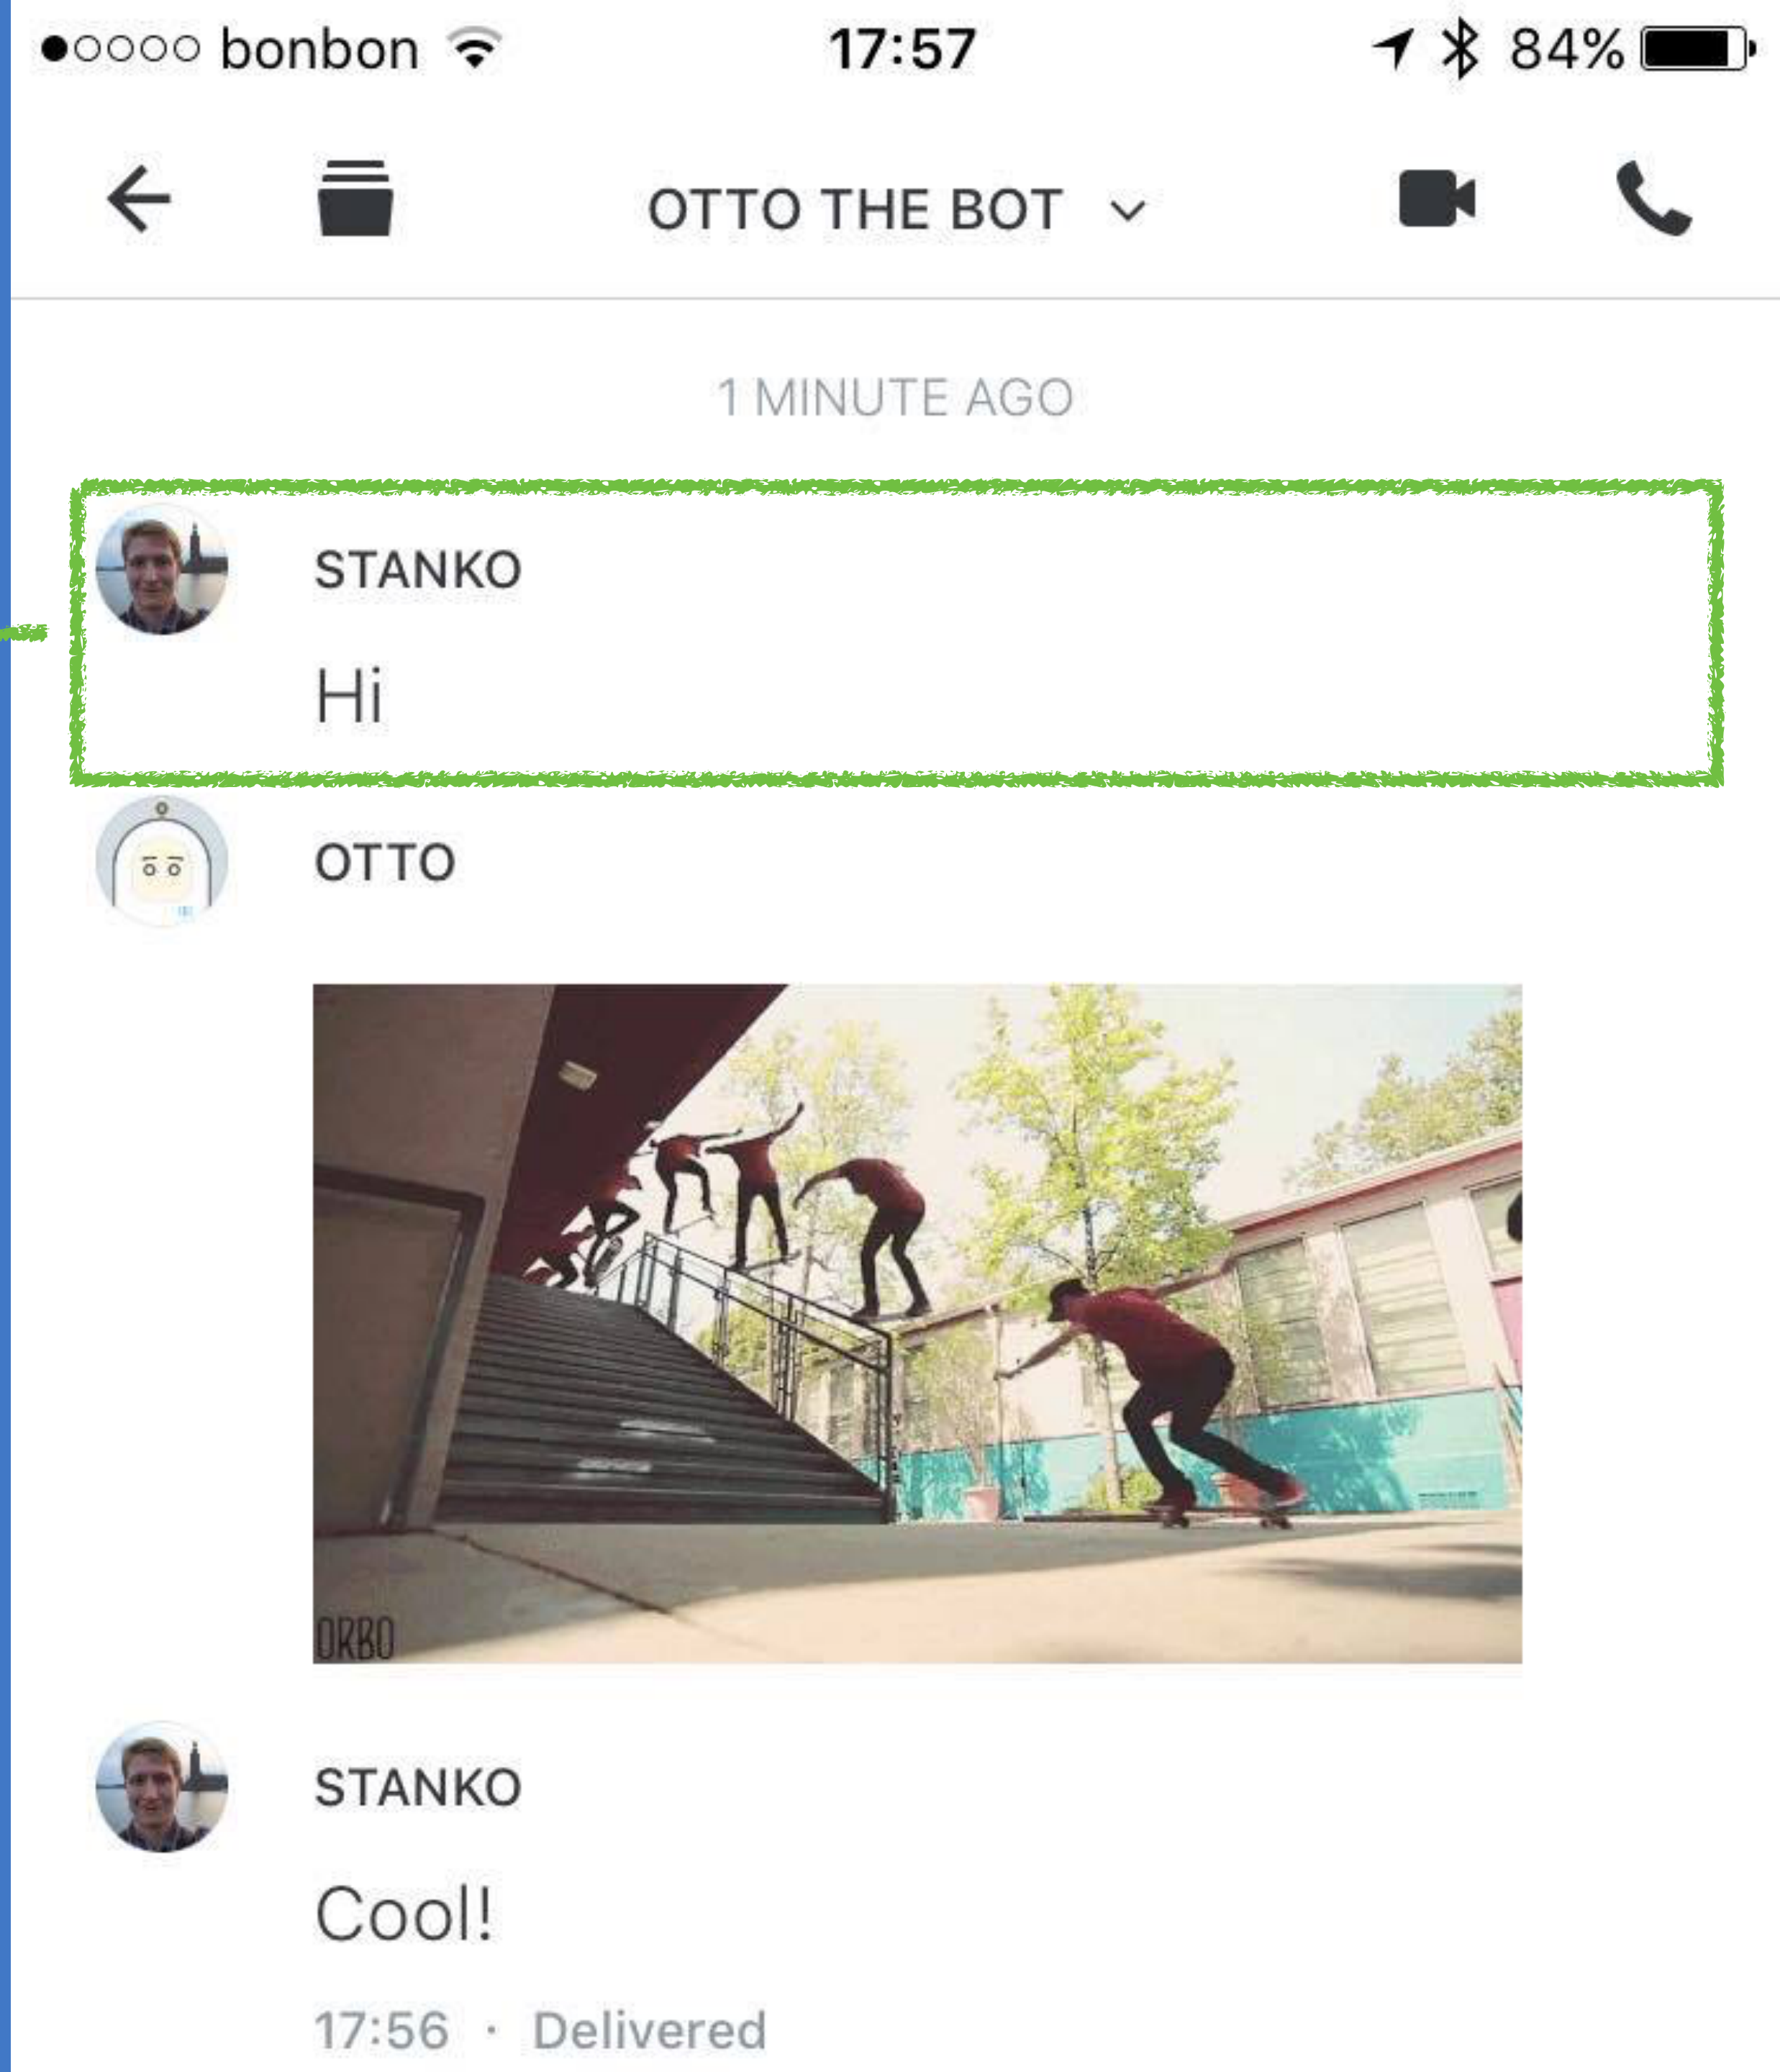 bonbon 17:57 84%
OTTO THE BOT
1 MINUTE AGO
STANKO
Hi
OTTO
ORBO
STANKO
Cool!
17:56 · Delivered